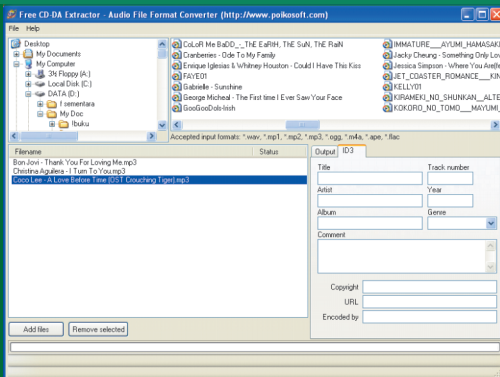 Free CD-DA Extractor - Audio File Format Converter (http://www.poikosoft.com)
File Help
Desktop
My Documents
My Computer
3½ Floppy (A:)
Local Disk (C:)
DATA (D:)
f sementara
My Doc
Ibuku
CoLoR Me BaDD_-_ThE EaRtH, ThE SuN, ThE RaiN
Cranberries - Ode To My Family
Enrique Iglesias & Whitney Houston - Could I Have This Kiss
FAYE01
Gabrielle - Sunshine
George Micheal - The First time I Ever Saw Your Face
GooGooDols-Irish
IMMATURE___AYUMI_HAMASAKI
Jacky Cheung - Something Only Lov
Jessica Simpson - Where You Are(fe
JET_COASTER_ROMANCE___KIN
KELLY01
KIRAMEKI_NO_SHUNKAN__ALTE
KOKORO_NO_TOMO___MAYUMI_
Accepted input formats: *.wav, *.mp1, *.mp2, *.mp3, *.ogg, *.m4a, *.ape, *.flac
Filename Status
Bon Jovi - Thank You For Loving Me.mp3
Christina Aguilera - I Turn To You.mp3
Coco Lee - A Love Before Time (OST Crouching Tiger).mp3
Output ID3
Title Track number
Artist Year
Album Genre
Comment
Copyright
URL
Encoded by
Add files Remove selected